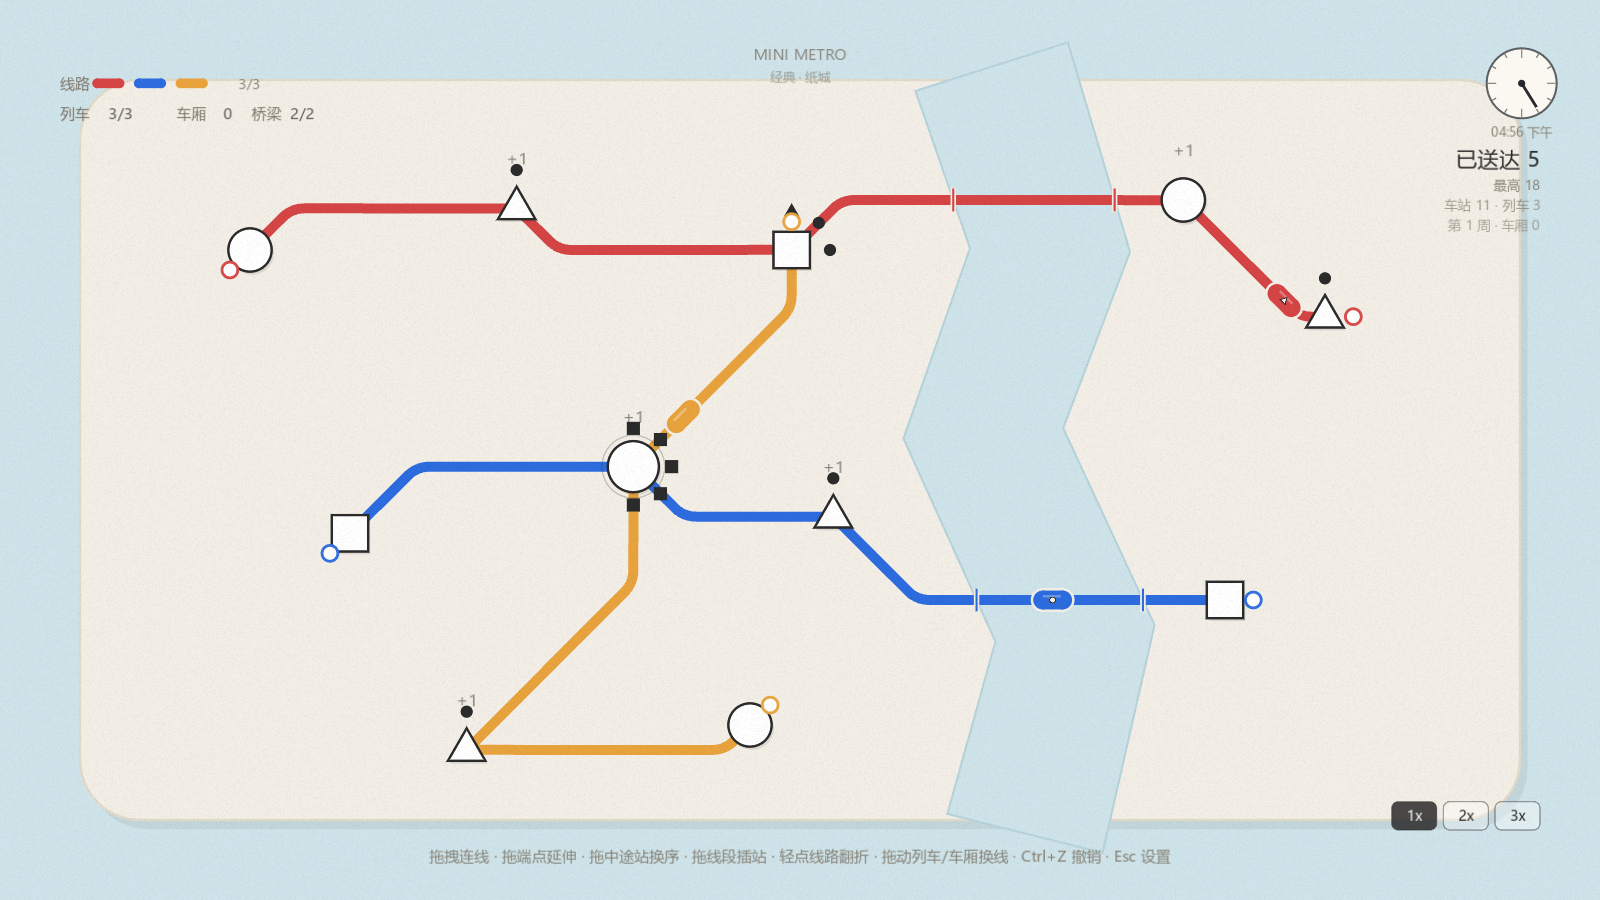 MINI METRO
经典 · 纸城
线路 3/3
列车 3/3 车厢 0 桥梁 2/2
04:56 下午
已送达 5
最高 18
车站 11 · 列车 3
第 1 周 · 车厢 0
+1
+1
+1
+1
+1
1x 2x 3x
拖拽连线 · 拖端点延伸 · 拖中途站换序 · 拖线段插站 · 轻点线路翻折 · 拖动列车/车厢换线 · Ctrl+Z 撤销 · Esc 设置